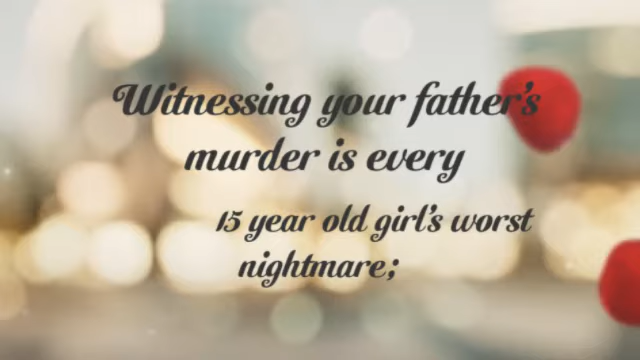 Witnessing your father's
murder is every
15 year old girl's worst
nightmare;